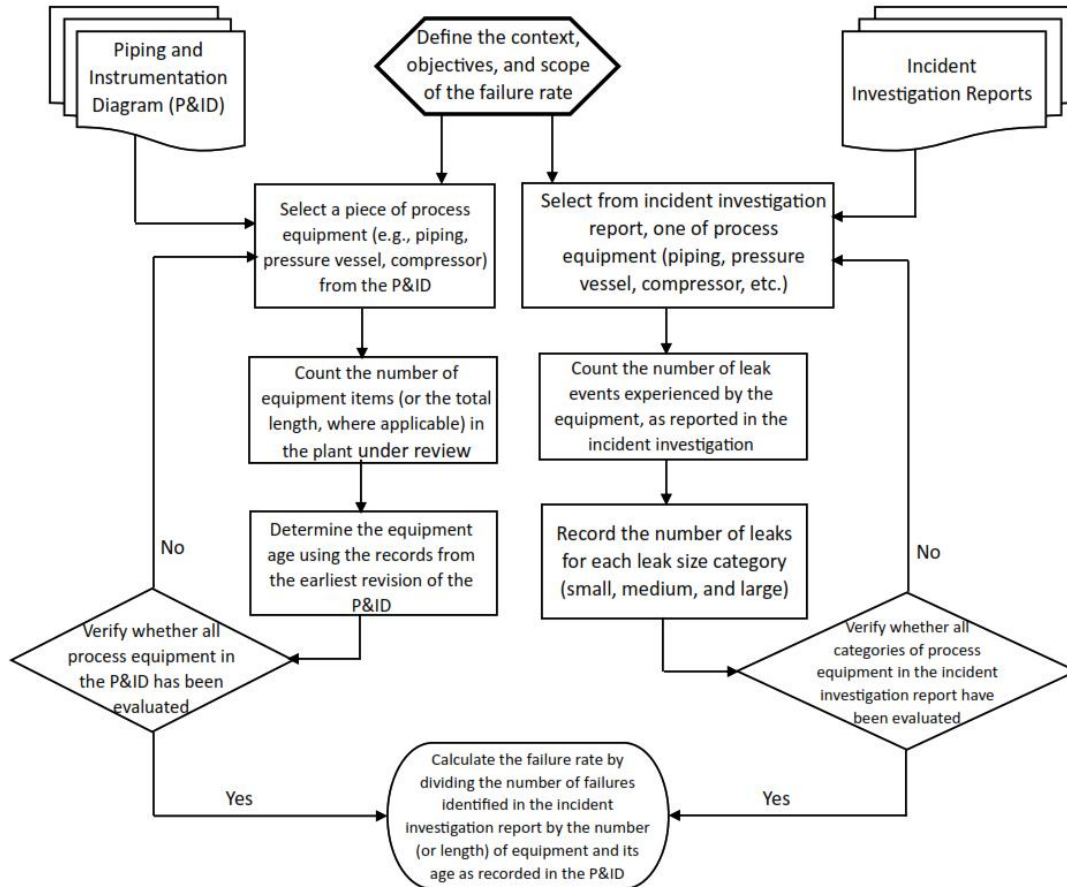 Piping and
Instrumentation
Diagram (P&ID)
Define the context,
objectives, and scope
of the failure rate
Incident
Investigation Reports
Select a piece of process
equipment (e.g., piping,
pressure vessel, compressor)
from the P&ID
Select from incident investigation
report, one of process
equipment (piping, pressure
vessel, compressor, etc.)
Count the number of
equipment items (or the total
length, where applicable) in
the plant under review
Count the number of leak
events experienced by the
equipment, as reported in the
incident investigation
Determine the equipment
age using the records from
the earliest revision of the
P&ID
Record the number of leaks
for each leak size category
(small, medium, and large)
No
No
Verify whether all
process equipment in
the P&ID has been
evaluated
Verify whether all
categories of process
equipment in the incident
investigation report have
been evaluated
Yes
Yes
Calculate the failure rate by
dividing the number of failures
identified in the incident
investigation report by the number
(or length) of equipment and its
age as recorded in the P&ID